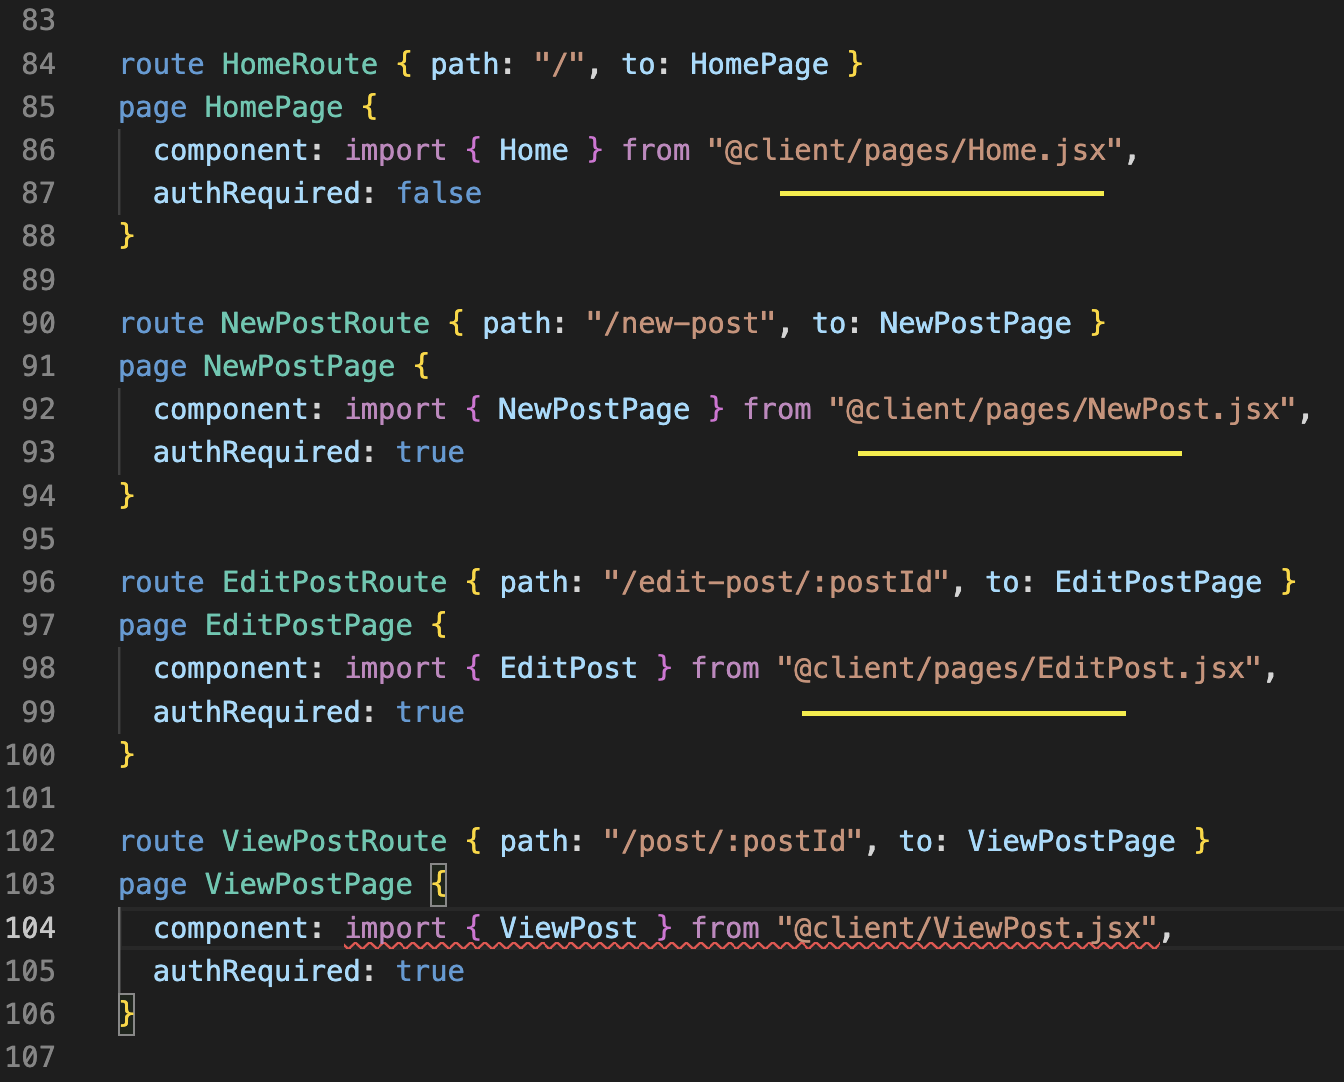 83
84 route HomeRoute { path: "/", to: HomePage }
85 page HomePage {
86 component: import { Home } from "@client/pages/Home.jsx",
87 authRequired: false
88 }
89
90 route NewPostRoute { path: "/new-post", to: NewPostPage }
91 page NewPostPage {
92 component: import { NewPostPage } from "@client/pages/NewPost.jsx",
93 authRequired: true
94 }
95
96 route EditPostRoute { path: "/edit-post/:postId", to: EditPostPage }
97 page EditPostPage {
98 component: import { EditPost } from "@client/pages/EditPost.jsx",
99 authRequired: true
100 }
101
102 route ViewPostRoute { path: "/post/:postId", to: ViewPostPage }
103 page ViewPostPage {
104 component: import { ViewPost } from "@client/ViewPost.jsx",
105 authRequired: true
106 }
107